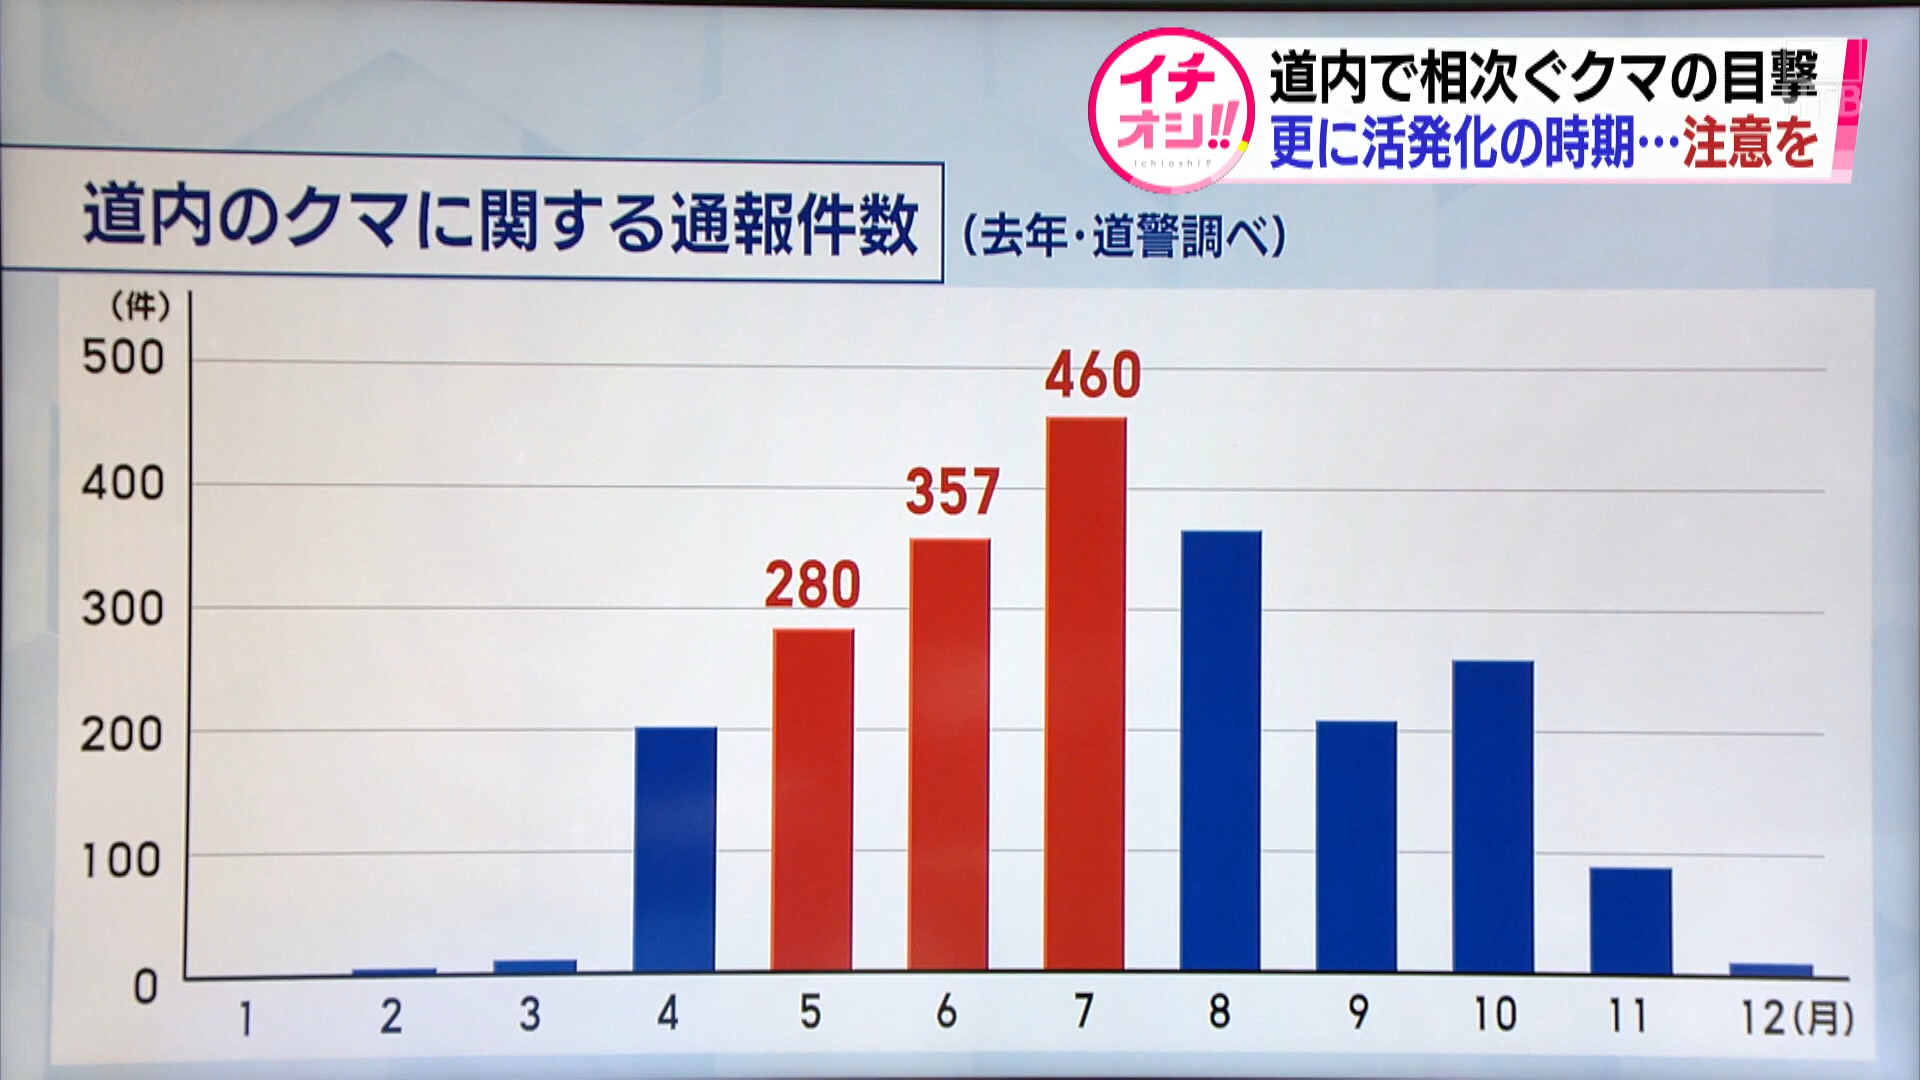 イチ
オシ!!
ichioshi!!
道内で相次ぐクマの目撃
更に活発化の時期…注意を
道内のクマに関する通報件数
（去年・道警調べ）
（件）
500
400
300
200
100
0
280
357
460
1 2 3 4 5 6 7 8 9 10 11 12（月）